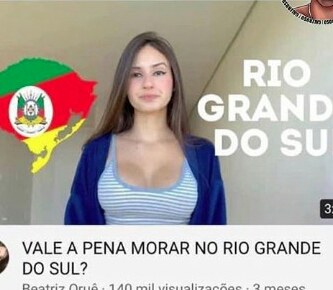 RIO
GRANDE
DO SU
3:
VALE A PENA MORAR NO RIO GRANDE
DO SUL?
Beatriz Oruê · 140 mil visualizações · 3 meses